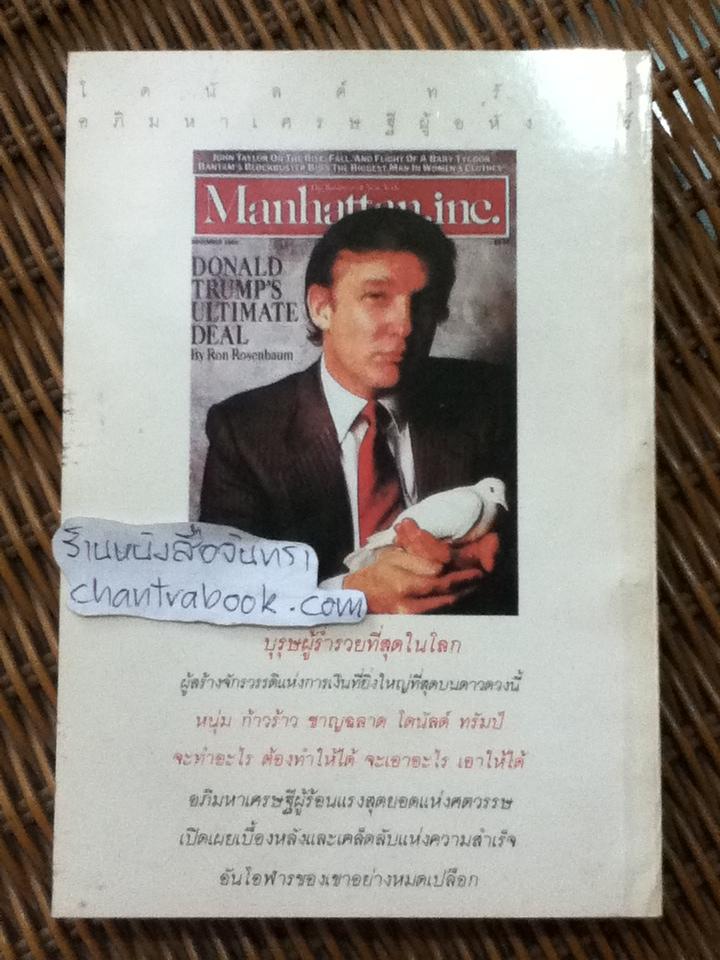 โ ด นั ล ด์ ท รั ม ป์
อ ภิ ม ห า เ ศ ร ษ ฐี ผู้ อ หั ง ก า ร์
JOHN TAYLOR ON THE RISE, FALL, AND FLIGHT OF A BABY TYCOON
BANTAM'S BLOCKBUSTER BIDS THE BIGGEST MAN IN WOMEN'S CLOTHES
Manhattan,inc.
DONALD
TRUMP'S
ULTIMATE
DEAL
By Ron Rosenbaum
ร้านหนังสือจันทรา
chantrabook.com
บุรุษผู้ร่ำรวยที่สุดในโลก
ผู้สร้างจักรวรรดิแห่งการเงินที่ยิ่งใหญ่ที่สุดบนดาวดวงนี้
หนุ่ม ก้าวร้าว ชาญฉลาด โดนัลด์ ทรัมป์
จะทำอะไร ต้องทำให้ได้ จะเอาอะไร เอาให้ได้
อภิมหาเศรษฐีผู้ร้อนแรงสุดยอดแห่งศตวรรษ
เปิดเผยเบื้องหลังและเคล็ดลับแห่งความสำเร็จ
อันโอฬารของเขาอย่างหมดเปลือก